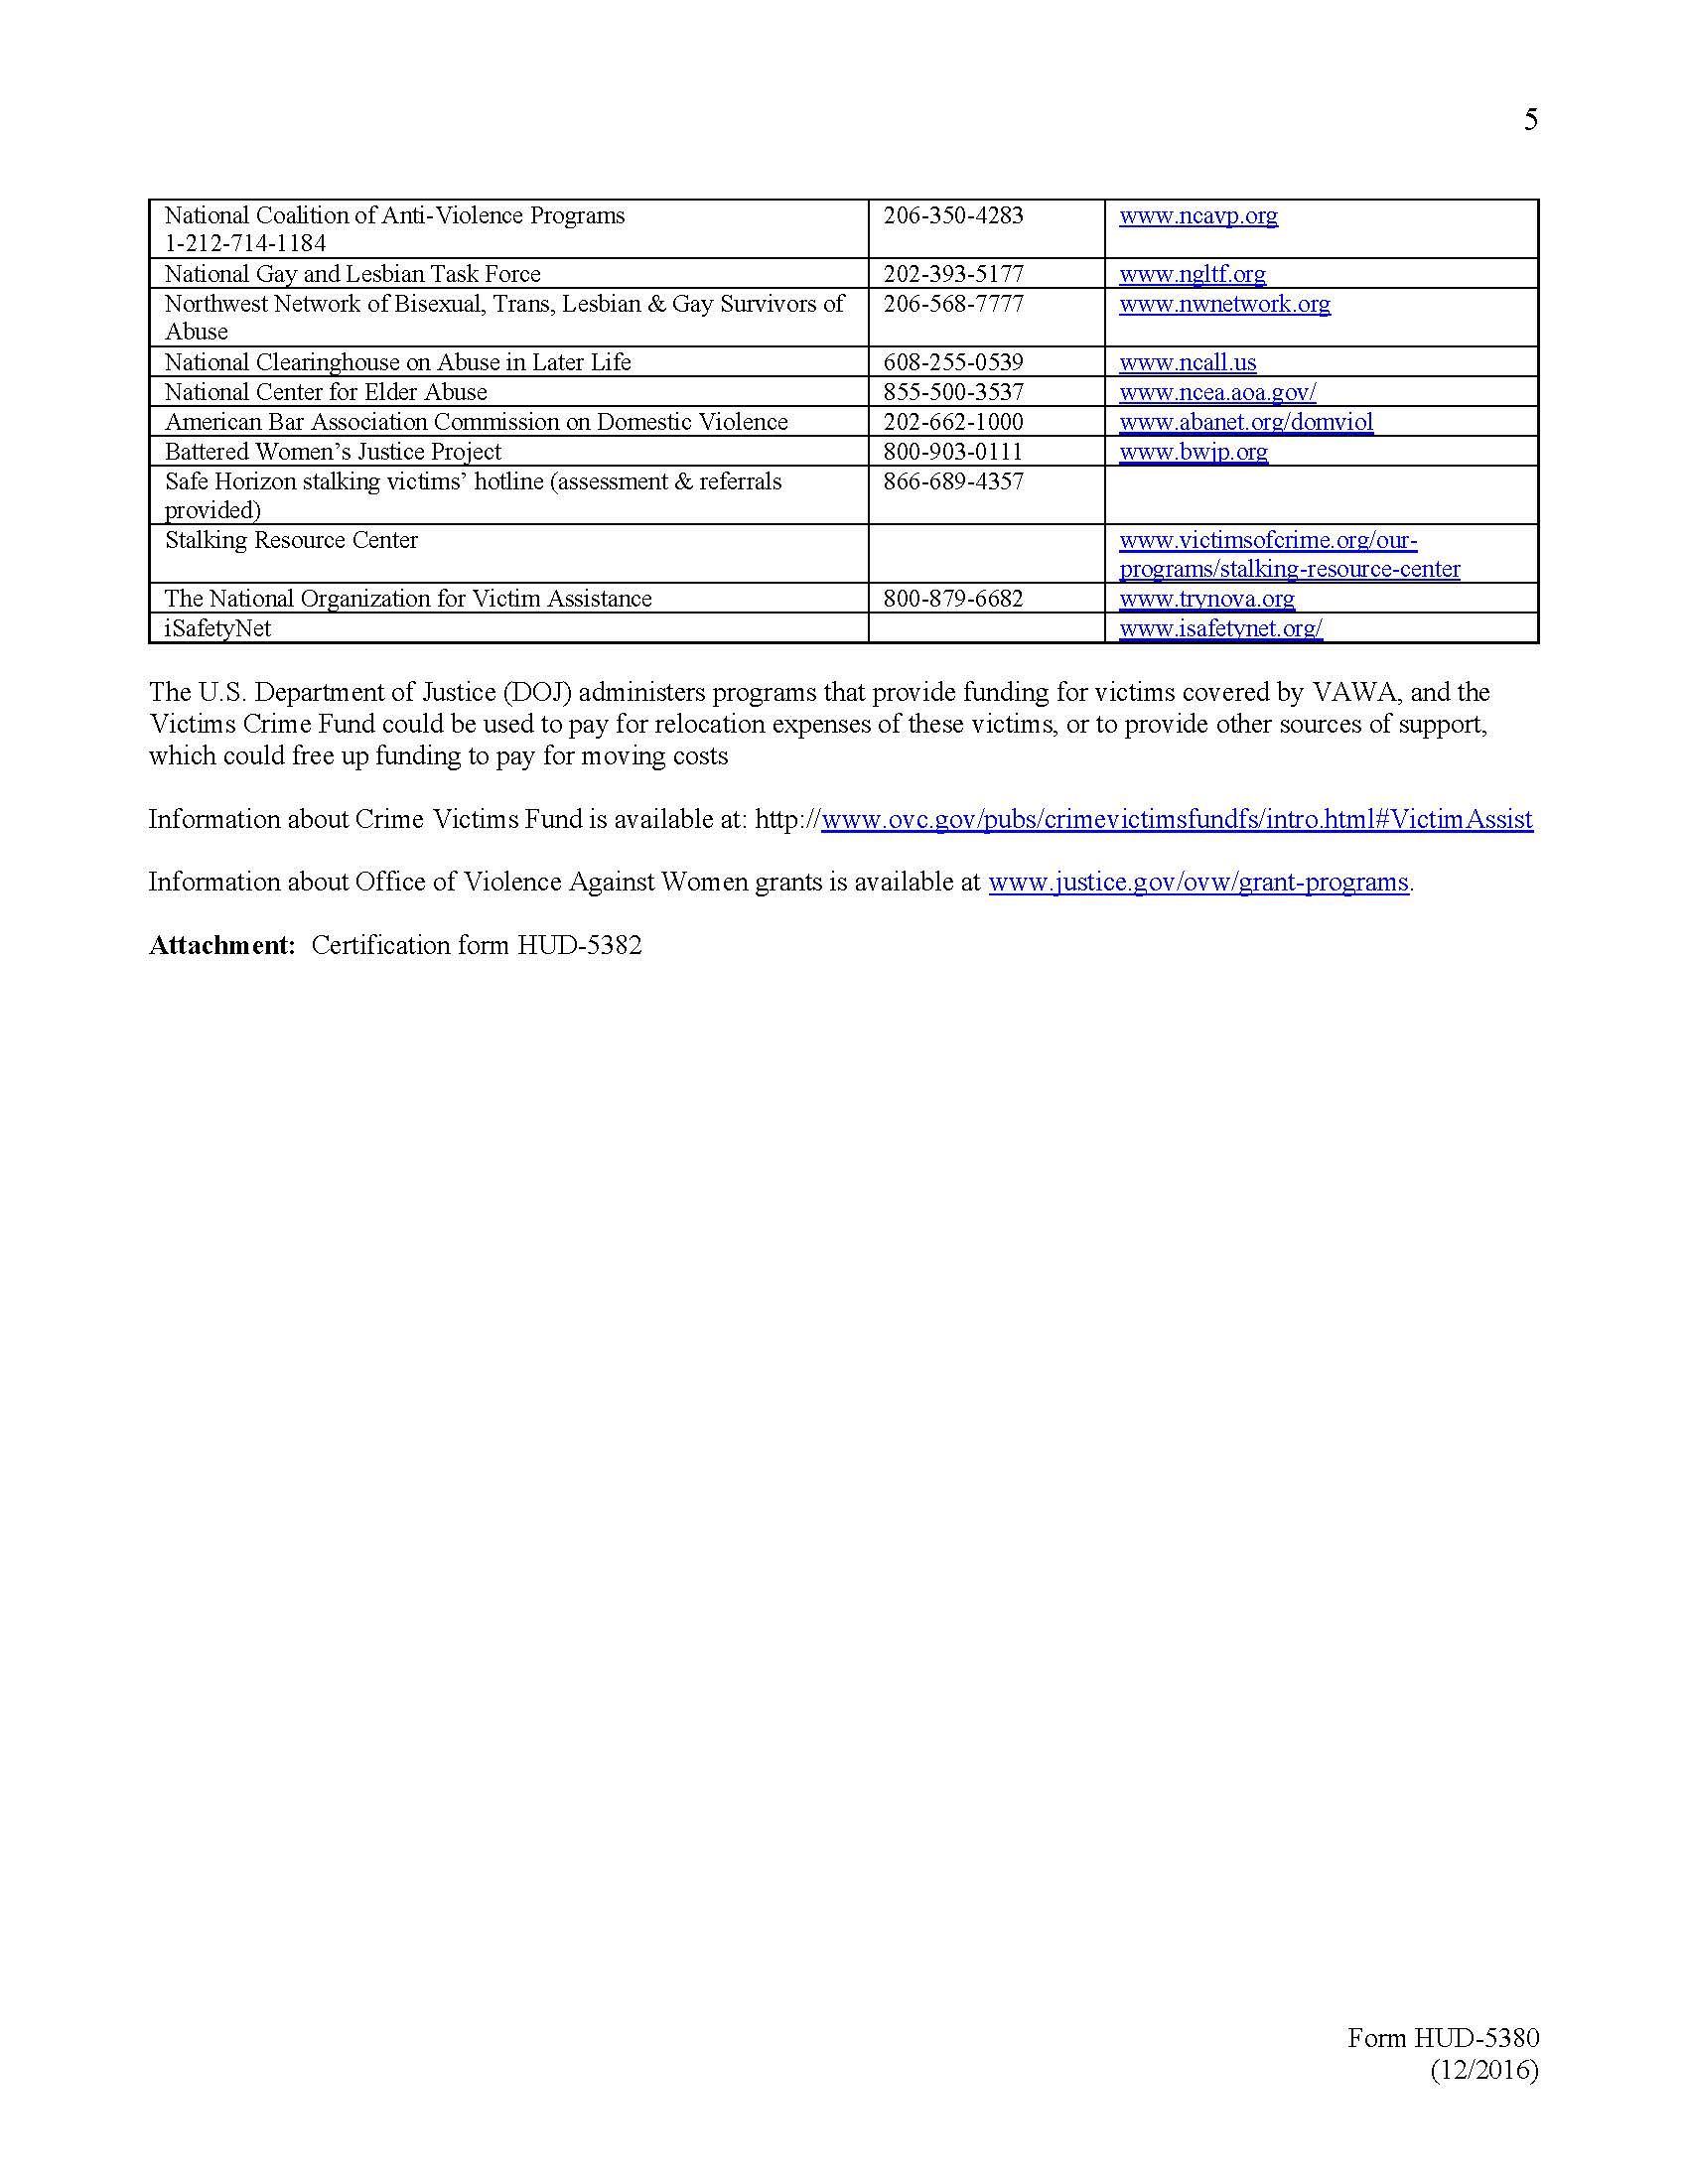 5
National Coalition of Anti-Violence Programs 206-350-4283 www.ncavp.org
1-212-714-1184
National Gay and Lesbian Task Force 202-393-5177 www.ngltf.org
Northwest Network of Bisexual, Trans, Lesbian & Gay Survivors of 206-568-7777 www.nwnetwork.org
Abuse
National Clearinghouse on Abuse in Later Life 608-255-0539 www.ncall.us
National Center for Elder Abuse 855-500-3537 www.ncea.aoa.gov/
American Bar Association Commission on Domestic Violence 202-662-1000 www.abanet.org/domviol
Battered Women’s Justice Project 800-903-0111 www.bwjp.org
Safe Horizon stalking victims’ hotline (assessment & referrals 866-689-4357
provided)
Stalking Resource Center www.victimsofcrime.org/our-
programs/stalking-resource-center
The National Organization for Victim Assistance 800-879-6682 www.trynova.org
iSafetyNet www.isafetynet.org/
The U.S. Department of Justice (DOJ) administers programs that provide funding for victims covered by VAWA, and the
Victims Crime Fund could be used to pay for relocation expenses of these victims, or to provide other sources of support,
which could free up funding to pay for moving costs
Information about Crime Victims Fund is available at: http://www.ovc.gov/pubs/crimevictimsfundfs/intro.html#VictimAssist
Information about Office of Violence Against Women grants is available at www.justice.gov/ovw/grant-programs.
Attachment: Certification form HUD-5382
Form HUD-5380
(12/2016)